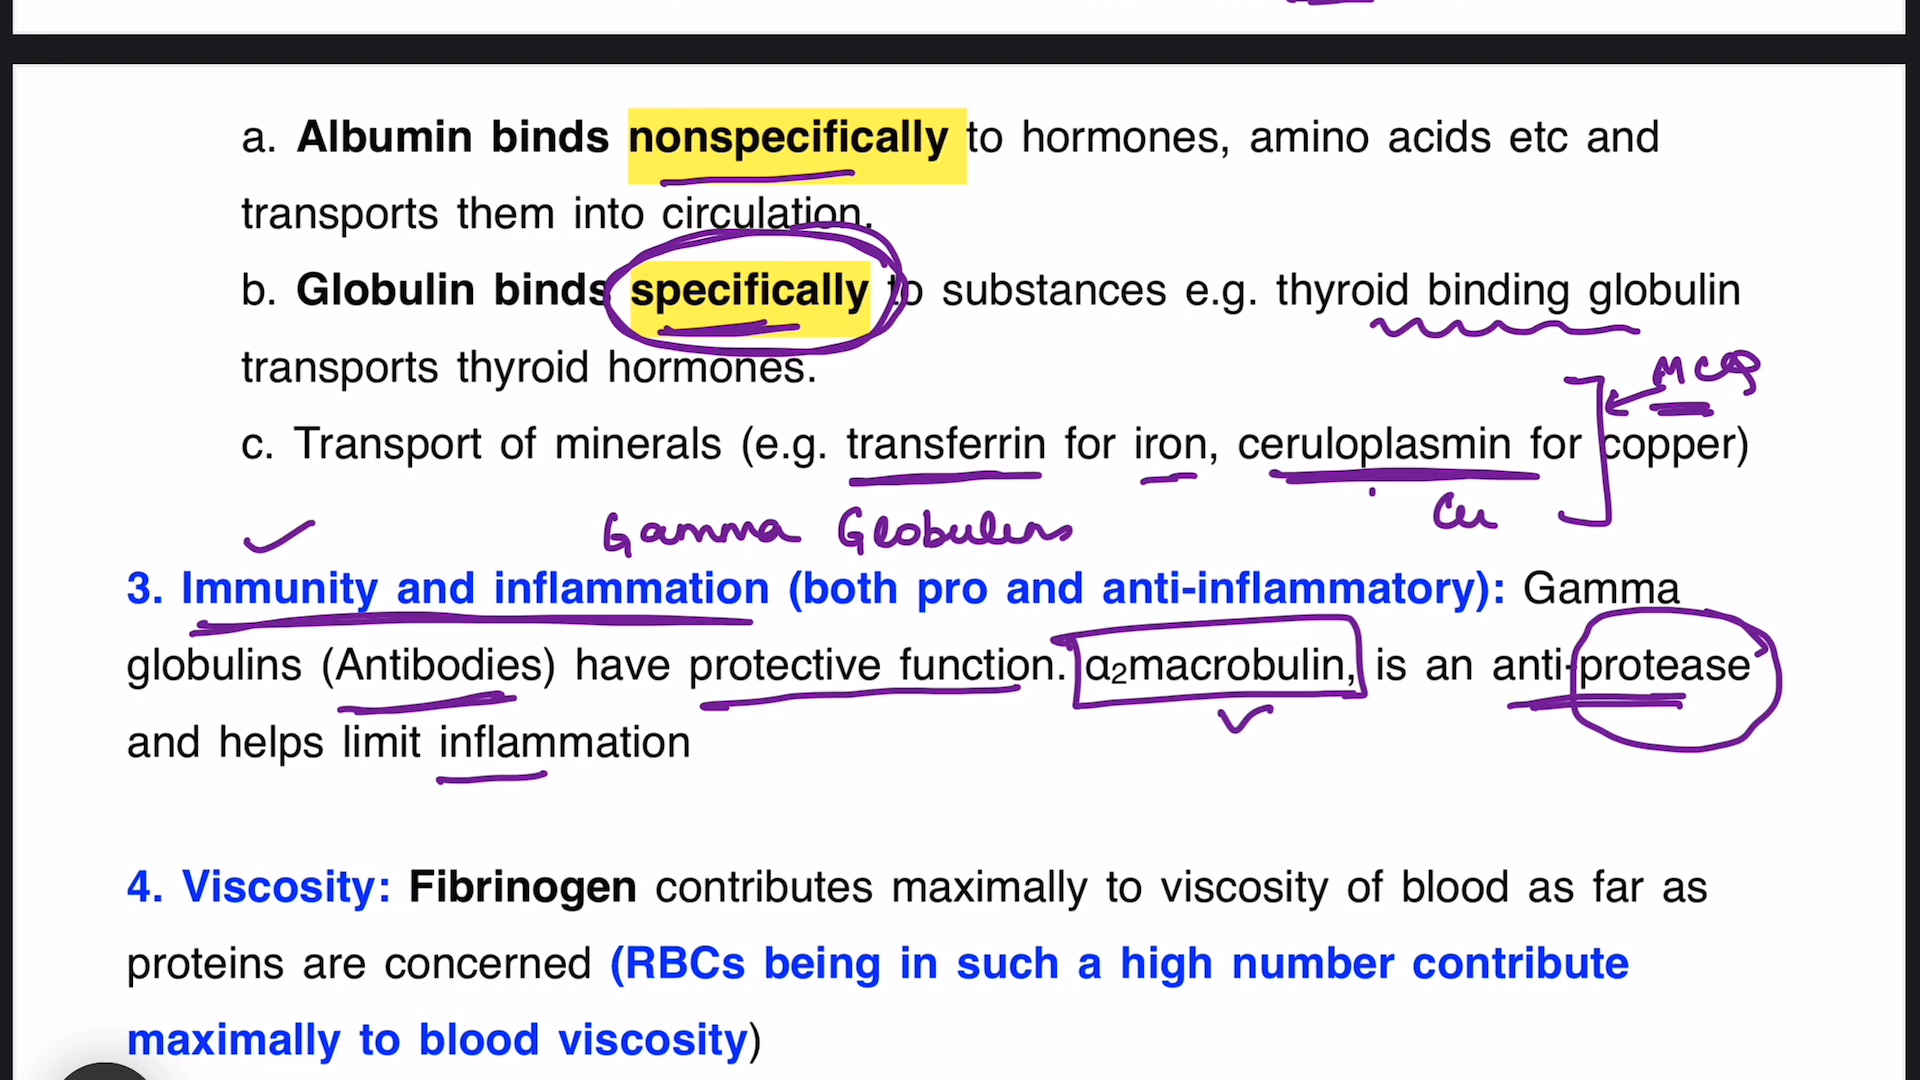 a. Albumin binds nonspecifically to hormones, amino acids etc and
transports them into circulation.
b. Globulin binds specifically to substances e.g. thyroid binding globulin
transports thyroid hormones.
MCQ
c. Transport of minerals (e.g. transferrin for iron, ceruloplasmin for copper)
Gamma Globulins Cu
3. Immunity and inflammation (both pro and anti-inflammatory): Gamma
globulins (Antibodies) have protective function. α₂macrobulin, is an anti-protease
and helps limit inflammation
4. Viscosity: Fibrinogen contributes maximally to viscosity of blood as far as
proteins are concerned (RBCs being in such a high number contribute
maximally to blood viscosity)